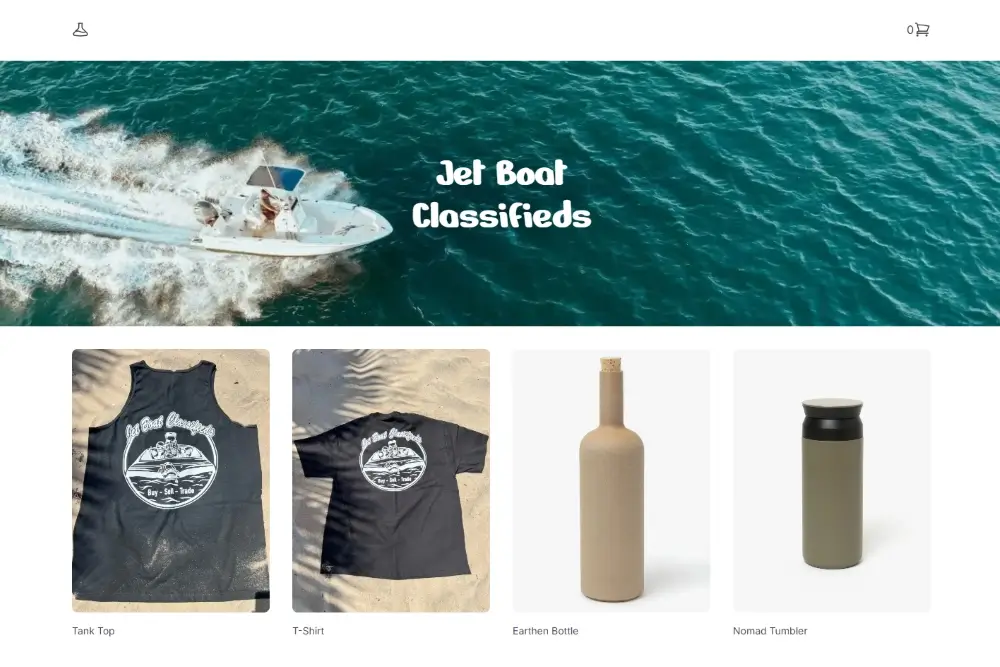 0
Jet Boat
Classifieds
Jet Boat Classifieds
Buy - Sell - Trade
Jet Boat Classifieds
Buy - Sell - Trade
Tank Top
T-Shirt
Earthen Bottle
Nomad Tumbler